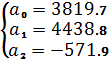 a₀ = 3819.7
a₁ = 4438.8
a₂ = -571.9